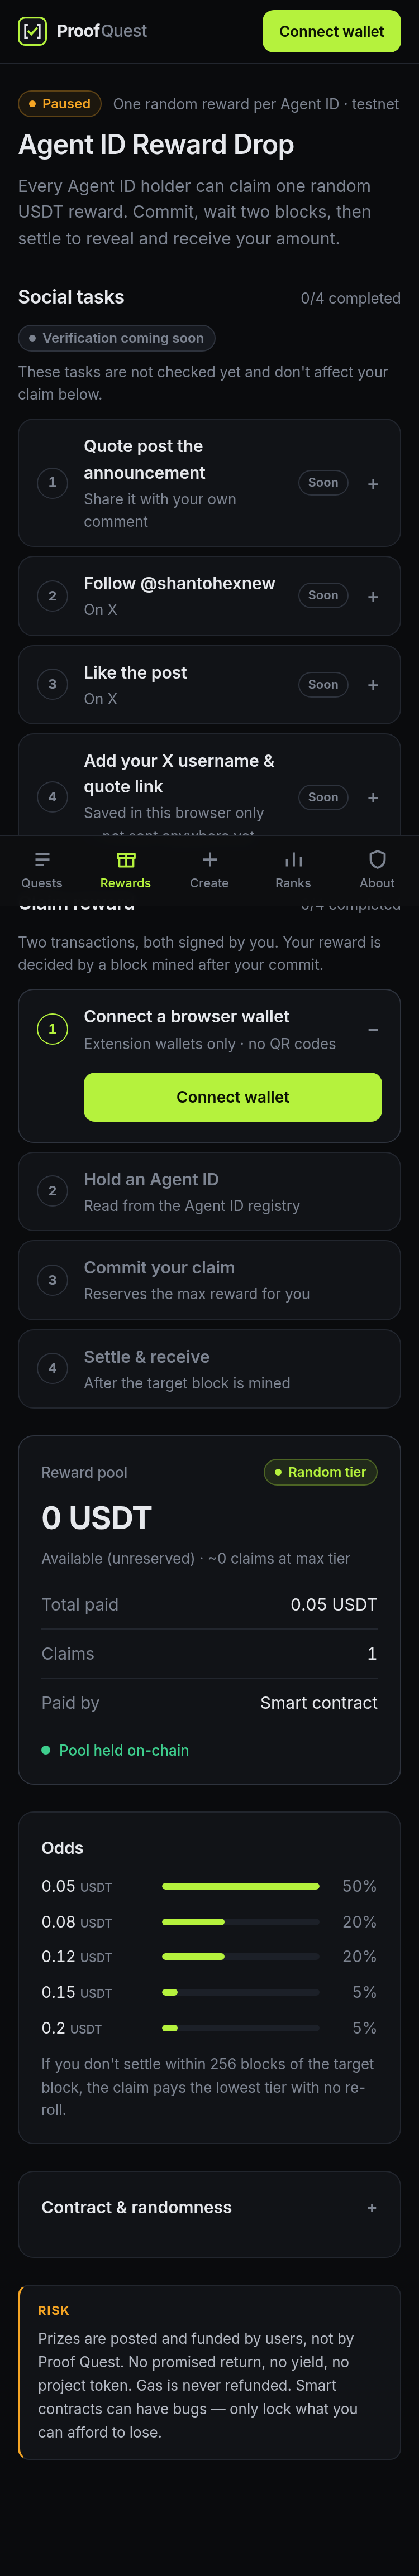 ProofQuest
Connect wallet
Paused
One random reward per Agent ID · testnet
Agent ID Reward Drop
Every Agent ID holder can claim one random
USDT reward. Commit, wait two blocks, then
settle to reveal and receive your amount.
Social tasks
0/4 completed
Verification coming soon
These tasks are not checked yet and don't affect your
claim below.
1
Quote post the
announcement
Share it with your own
comment
Soon
+
2
Follow @shantohexnew
On X
Soon
+
3
Like the post
On X
Soon
+
4
Add your X username &
quote link
Saved in this browser only
Soon
+
Quests
Rewards
Create
Ranks
About
Claim reward
0/4 completed
Two transactions, both signed by you. Your reward is
decided by a block mined after your commit.
1
Connect a browser wallet
Extension wallets only · no QR codes
−
Connect wallet
2
Hold an Agent ID
Read from the Agent ID registry
3
Commit your claim
Reserves the max reward for you
4
Settle & receive
After the target block is mined
Reward pool
Random tier
0 USDT
Available (unreserved) · ~0 claims at max tier
Total paid
0.05 USDT
Claims
1
Paid by
Smart contract
Pool held on-chain
Odds
0.05 USDT 50%
0.08 USDT 20%
0.12 USDT 20%
0.15 USDT 5%
0.2 USDT 5%
If you don't settle within 256 blocks of the target
block, the claim pays the lowest tier with no re-
roll.
Contract & randomness
+
RISK
Prizes are posted and funded by users, not by
Proof Quest. No promised return, no yield, no
project token. Gas is never refunded. Smart
contracts can have bugs — only lock what you
can afford to lose.